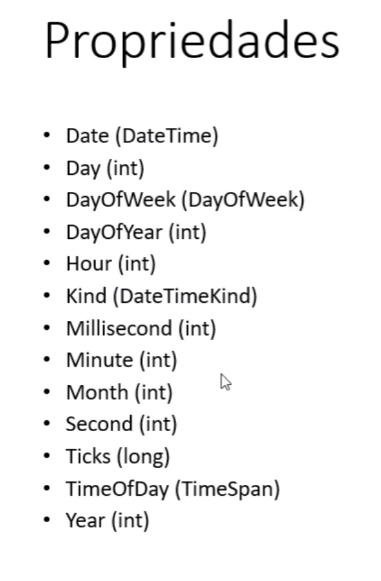 Propriedades
• Date (DateTime)
• Day (int)
• DayOfWeek (DayOfWeek)
• DayOfYear (int)
• Hour (int)
• Kind (DateTimeKind)
• Millisecond (int)
• Minute (int)
• Month (int)
• Second (int)
• Ticks (long)
• TimeOfDay (TimeSpan)
• Year (int)